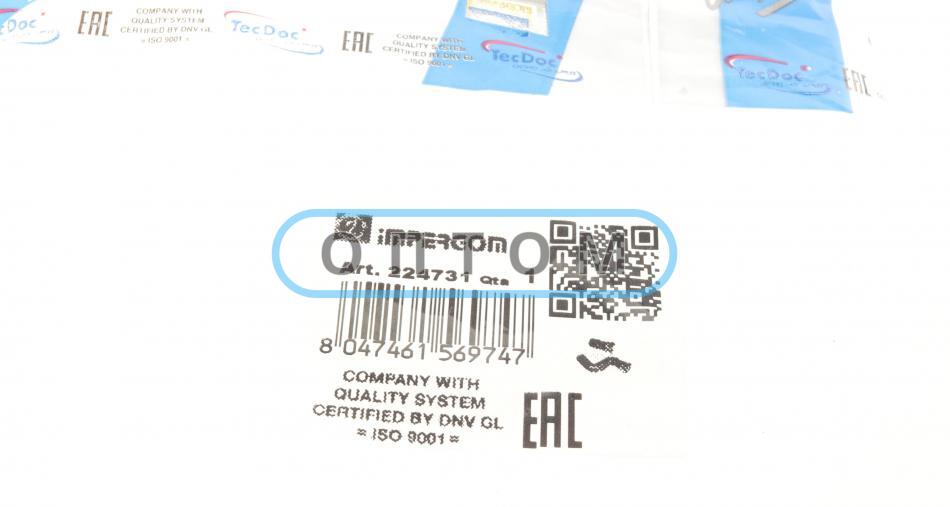 COMPANY WITH
QUALITY SYSTEM
CERTIFIED BY DNV GL
= ISO 9001 =
EAC
TecDoc
EAC
COMPANY WITH
QUALITY SYSTEM
CERTIFIED BY DNV GL
= ISO 9001 =
TecDoc
TecDoc
EAC
iMPERGOM
ОПТОМ
Art. 224731 Qta 1
8 047461 569747
COMPANY WITH
QUALITY SYSTEM
CERTIFIED BY DNV GL
= ISO 9001 =
EAC